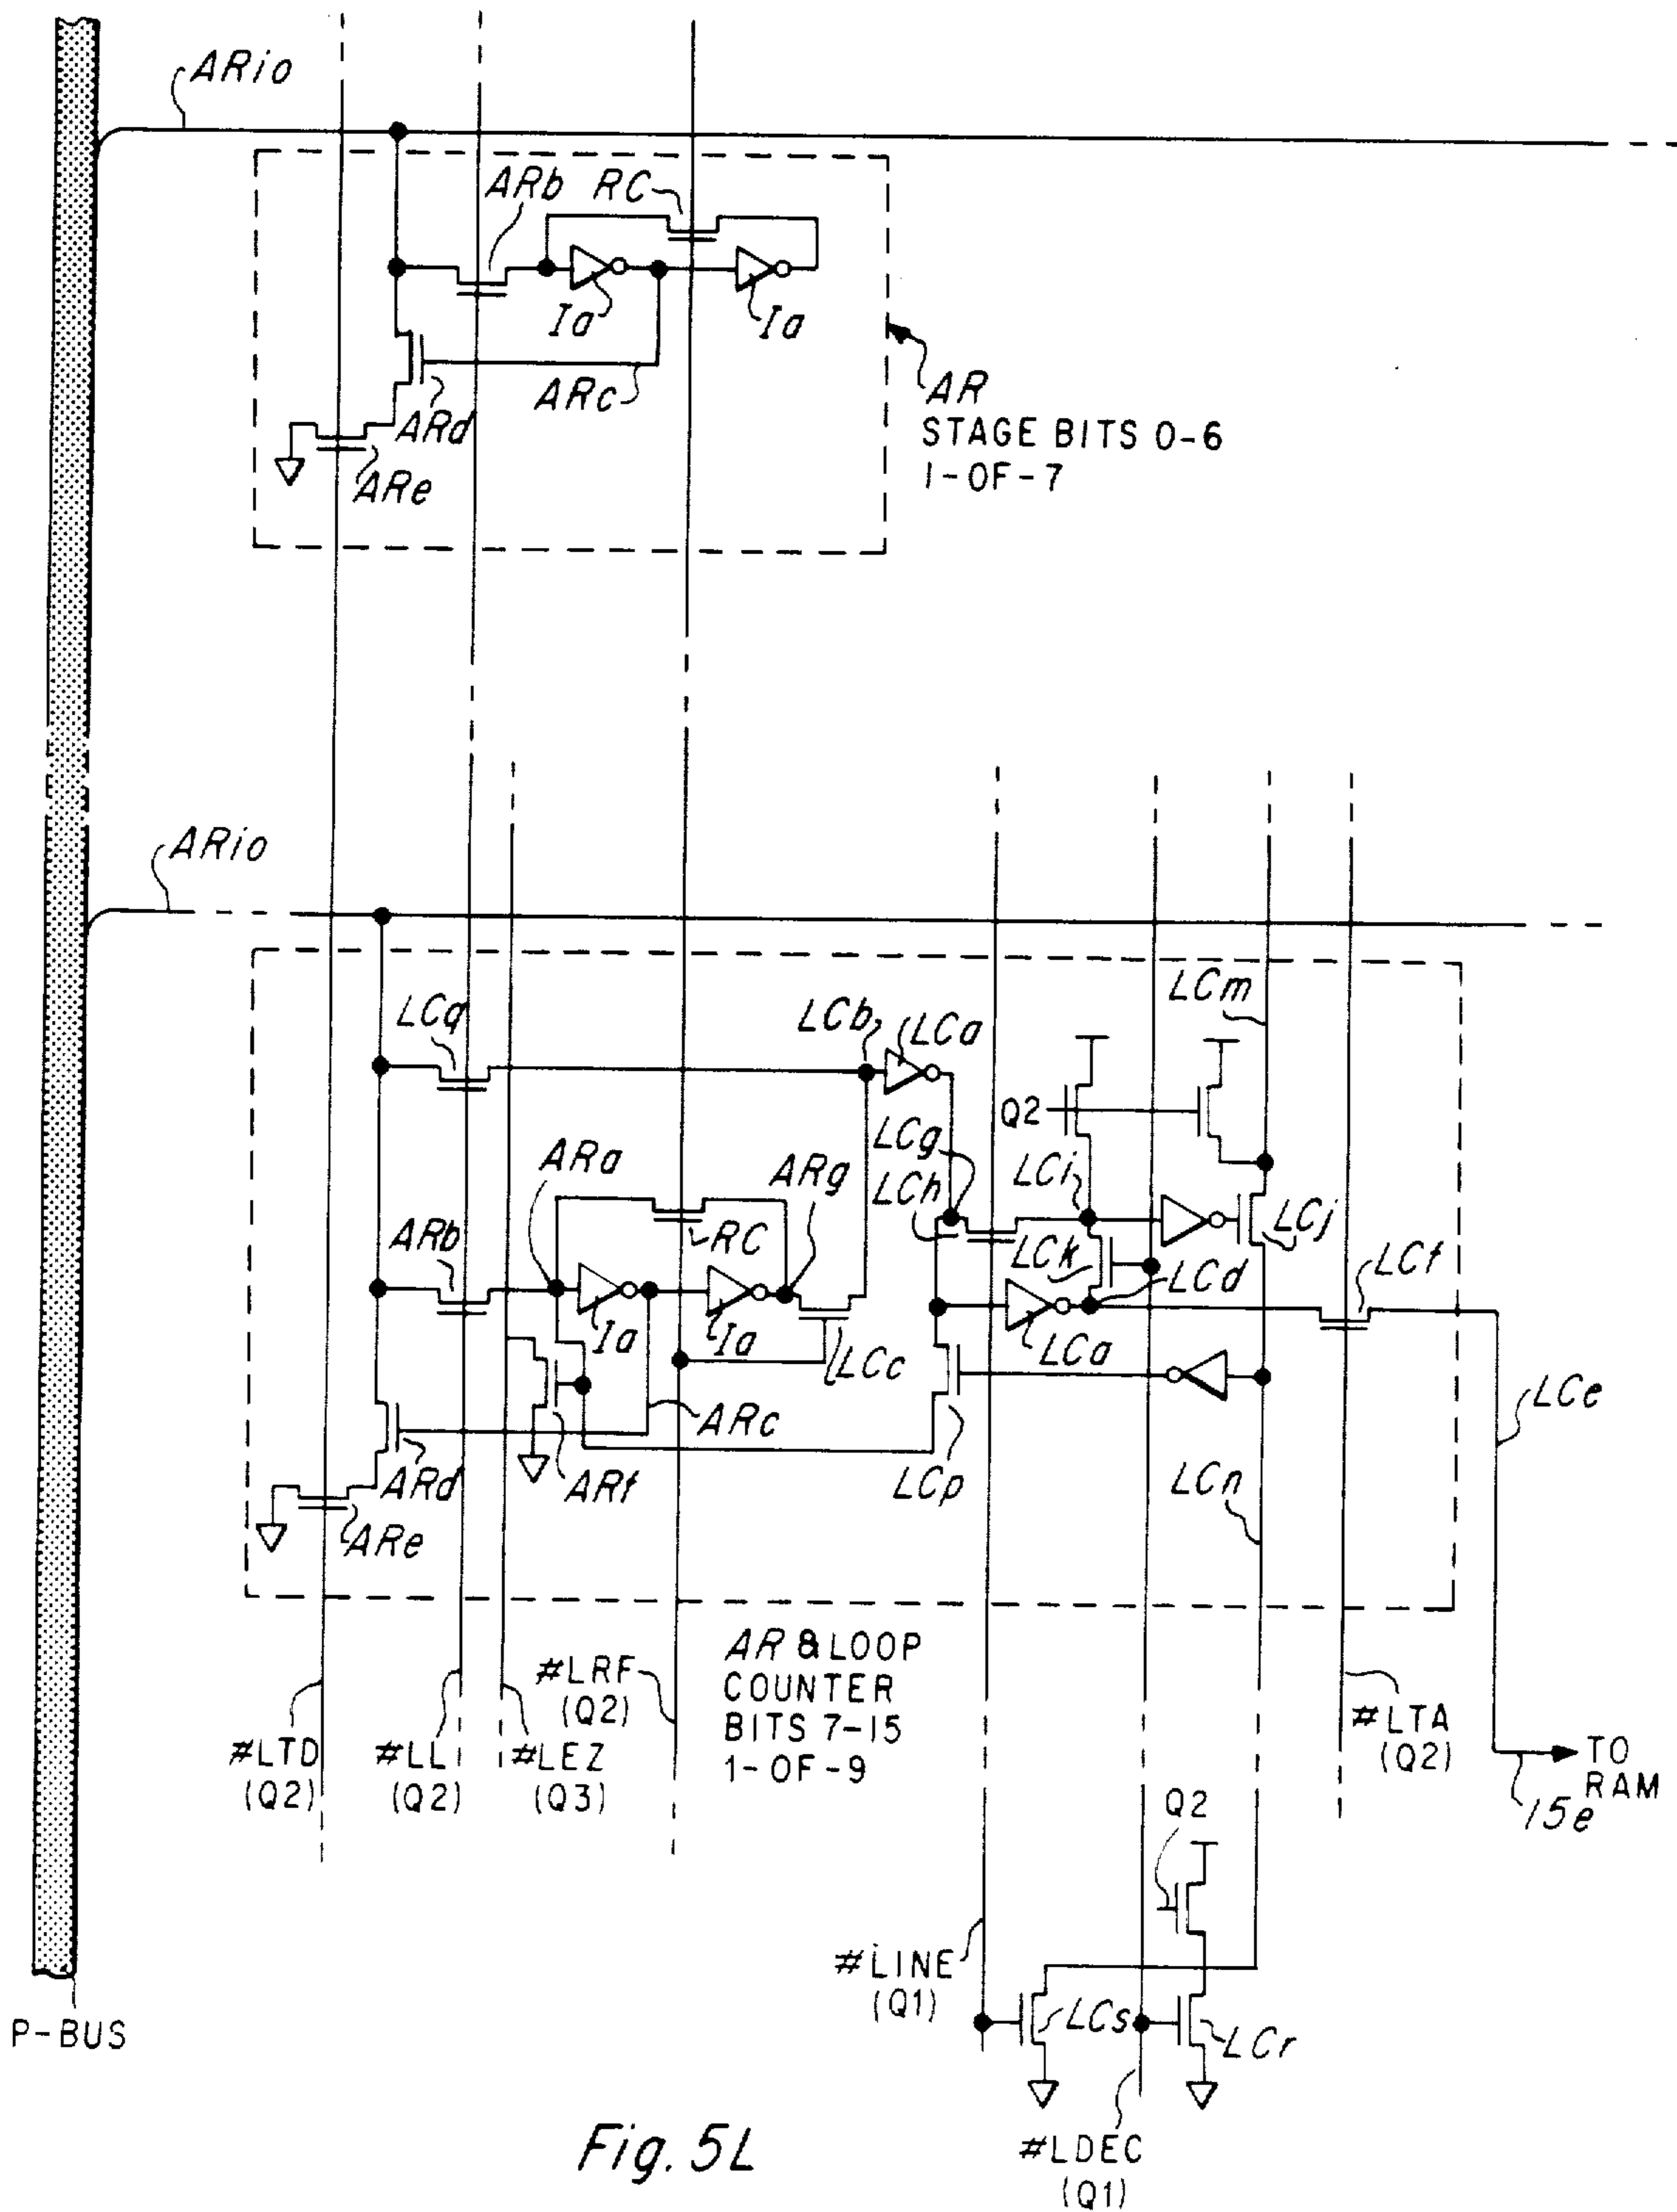 ARio
ARb
RC
Ia
Ia
ARc
ARd
ARe
AR
STAGE BITS 0-6
1-OF-7
ARio
LCq
LCb
LCa
LCm
Q2
LCg
ARa
ARg
LCh
LCi
LCj
ARb
RC
LCk
LCd
LCf
Ia
Ia
LCc
LCa
LCe
ARc
ARd
ARf
LCp
LCn
ARe
#LRF
(Q2)
AR & LOOP
COUNTER
BITS 7-15
1-OF-9
#LTD
(Q2)
#LL
(Q2)
#LEZ
(Q3)
#LTA
(Q2)
TO
RAM
15e
Q2
#LINE
(Q1)
LCs
LCr
P-BUS
#LDEC
(Q1)
Fig. 5L